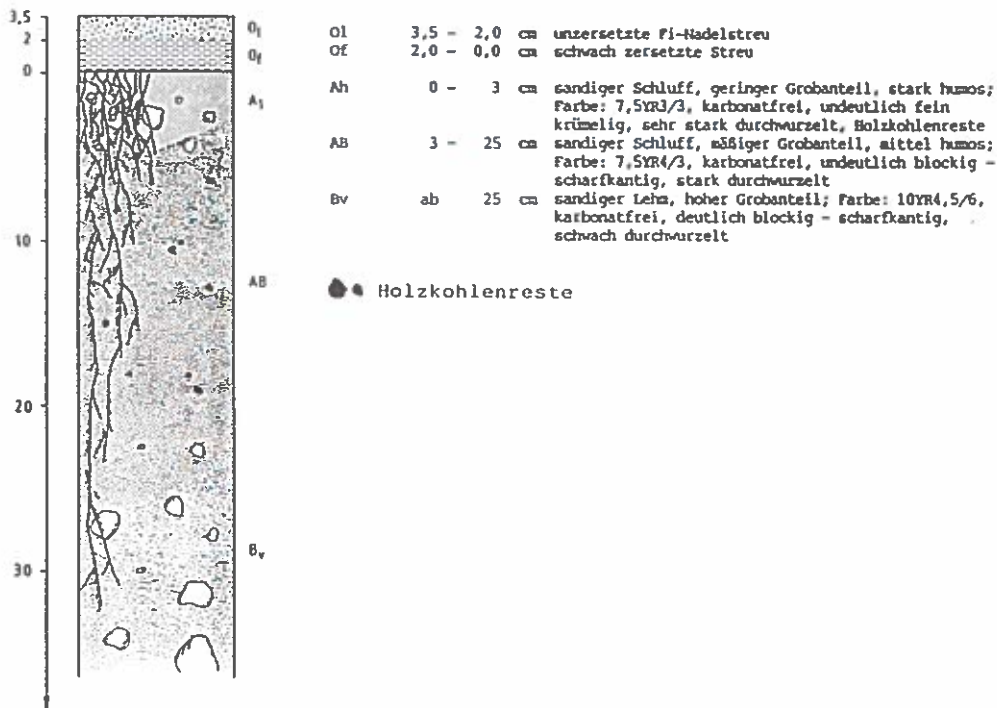 3,5
2
0
10
20
30
Ol
Of
A1
AB
Bv
Ol 3,5 - 2,0 cm unzersetzte Fi-Nadelstreu
Of 2,0 - 0,0 cm schwach zersetzte Streu
Ah 0 - 3 cm sandiger Schluff, geringer Grobanteil, stark humos;
Farbe: 7,5YR3/3, karbonatfrei, undeutlich fein
krümelig, sehr stark durchwurzelt, Holzkohlenreste
AB 3 - 25 cm sandiger Schluff, mäßiger Grobanteil, mittel humos;
Farbe: 7,5YR4/3, karbonatfrei, undeutlich blockig -
scharfkantig, stark durchwurzelt
Bv ab 25 cm sandiger Lehm, hoher Grobanteil; Farbe: 10YR4,5/6,
karbonatfrei, deutlich blockig - scharfkantig,
schwach durchwurzelt
Holzkohlenreste